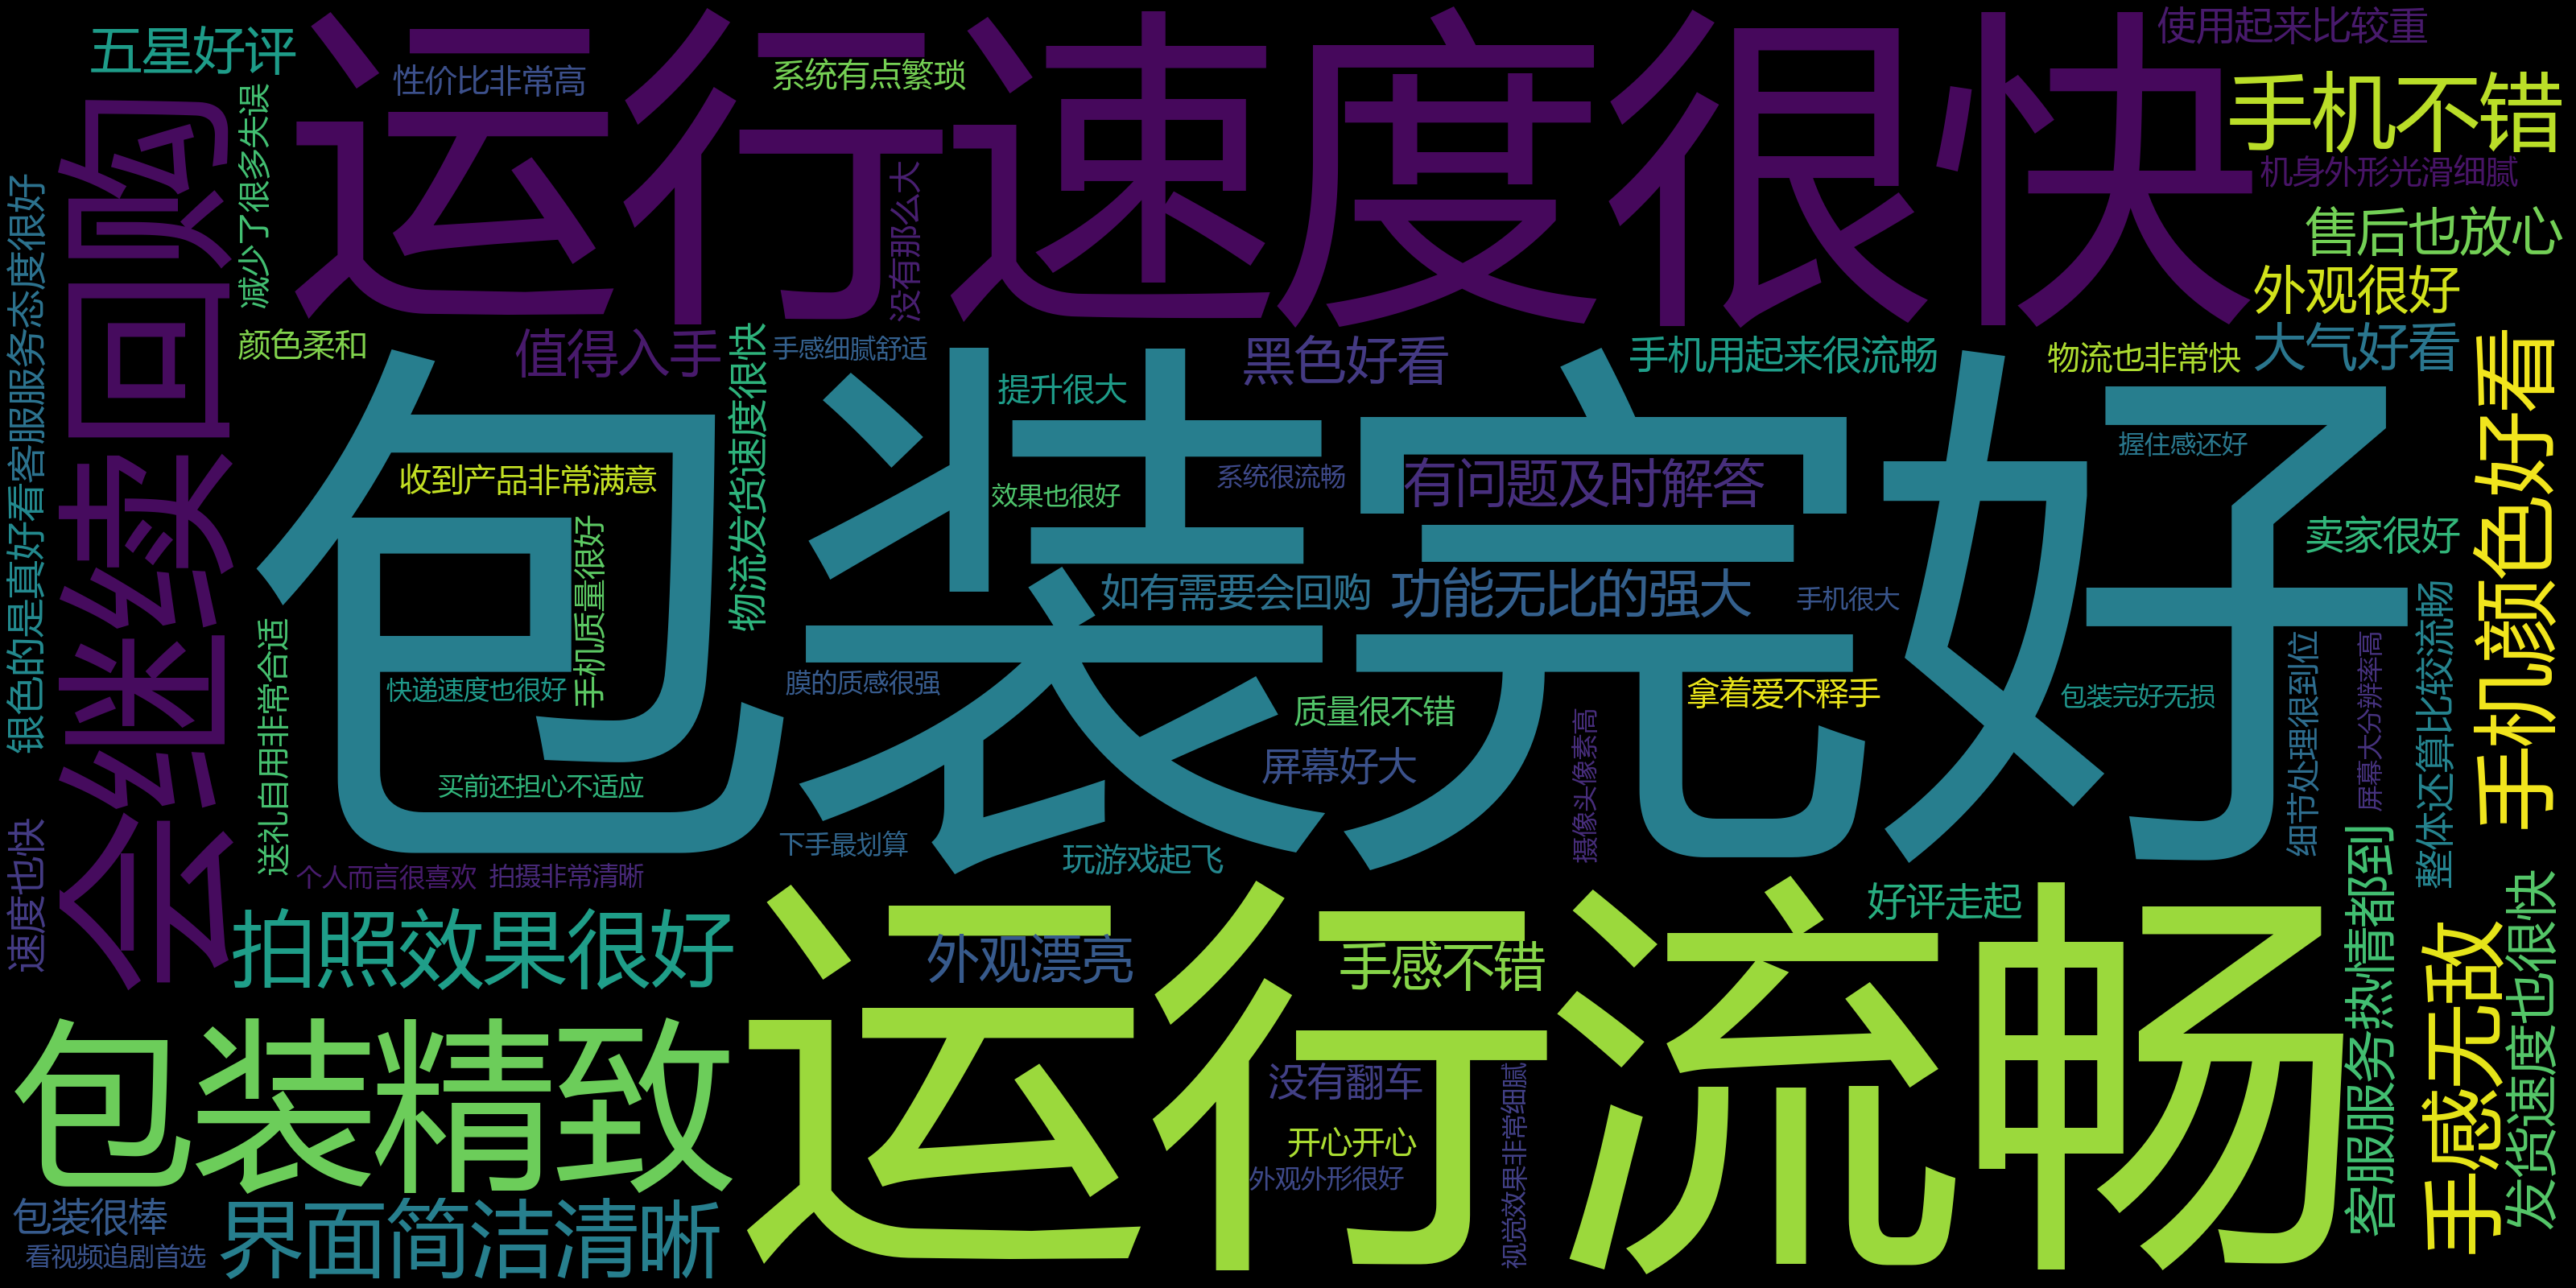 五星好评
运行速度很快
使用起来比较重
性价比非常高
系统有点繁琐
手机不错
减少了很多失误
会继续回购
没有那么大
机身外形光滑细腻
银色的是真好看客服服务态度很好
售后也放心
外观很好
颜色柔和
值得入手
物流发货速度很快
手感细腻舒适
黑色好看
手机用起来很流畅
物流也非常快
大气好看
手机颜色好看
包装完好
提升很大
握住感还好
收到产品非常满意
效果也很好
系统很流畅
有问题及时解答
卖家很好
手机质量很好
如有需要会回购
功能无比的强大
手机很大
送礼自用非常合适
快递速度也很好
膜的质感很强
质量很不错
拿着爱不释手
包装完好无损
细节处理很到位
屏幕大分辨率高
整体还算比较流畅
屏幕好大
摄像头像素高
买前还担心不适应
速度也快
下手最划算
玩游戏起飞
个人而言很喜欢
拍摄非常清晰
好评走起
客服服务热情都到
发货速度也很快
拍照效果很好
运行流畅
外观漂亮
手感不错
手感无敌
包装精致
没有翻车
视觉效果非常细腻
开心开心
外观外形很好
包装很棒
界面简洁清晰
看视频追剧首选